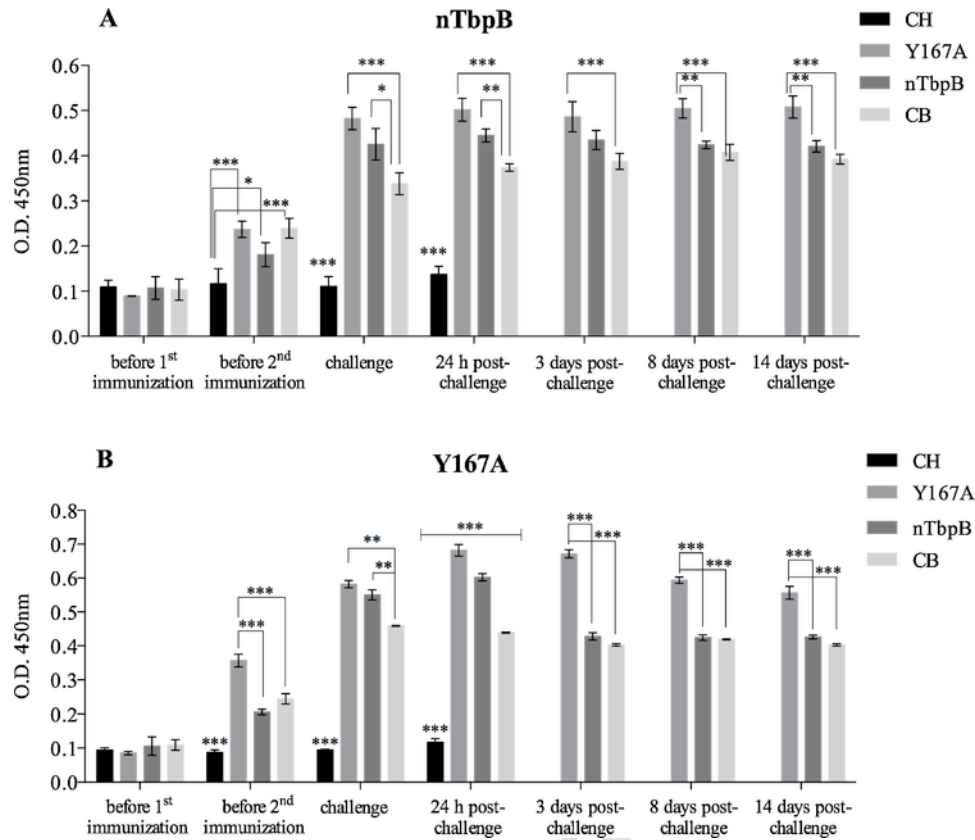 A
nTbpB
CH
Y167A
nTbpB
CB
O.D. 450nm
0.6
0.5
0.4
0.3
0.2
0.1
0.0
***
*
***
***
***
*
***
***
**
***
***
**
***
**
before 1st immunization
before 2nd immunization
challenge
24 h post-challenge
3 days post-challenge
8 days post-challenge
14 days post-challenge
B
Y167A
CH
Y167A
nTbpB
CB
O.D. 450nm
0.8
0.7
0.6
0.5
0.4
0.3
0.2
0.1
0.0
***
***
***
***
**
**
***
***
***
***
***
***
***
***
before 1st immunization
before 2nd immunization
challenge
24 h post-challenge
3 days post-challenge
8 days post-challenge
14 days post-challenge